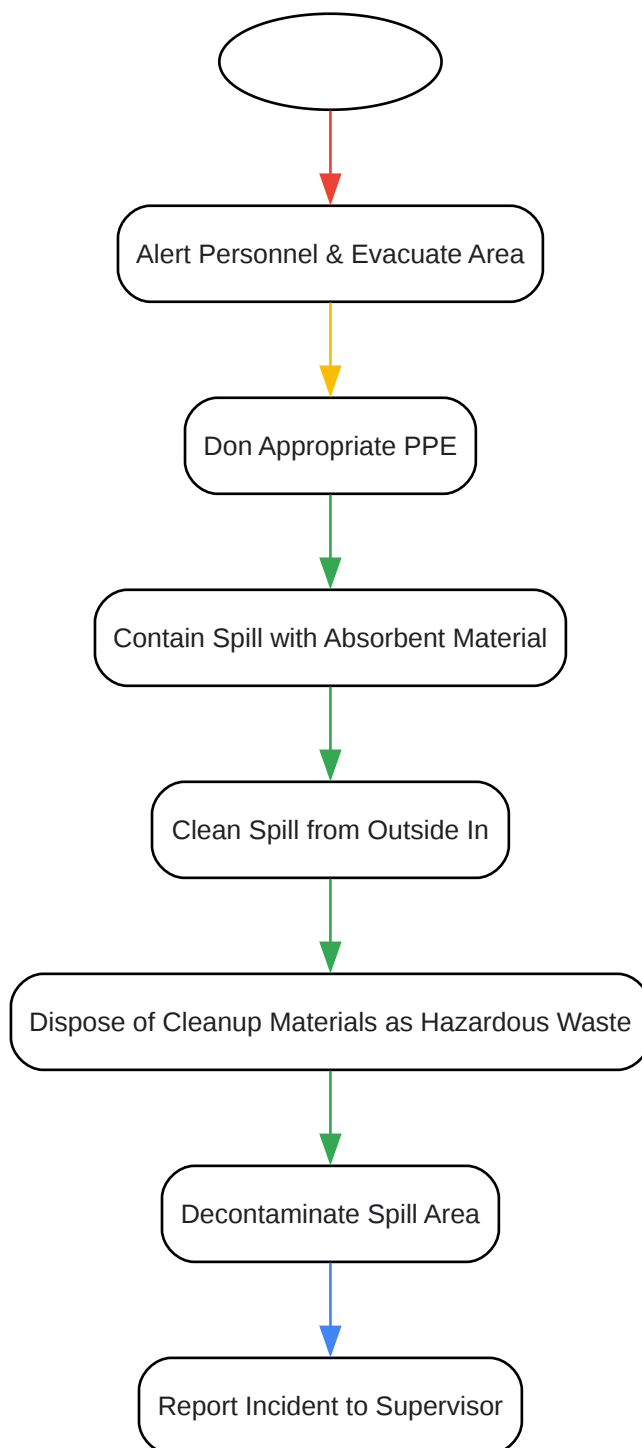 Alert Personnel & Evacuate Area
Don Appropriate PPE
Contain Spill with Absorbent Material
Clean Spill from Outside In
Dispose of Cleanup Materials as Hazardous Waste
Decontaminate Spill Area
Report Incident to Supervisor